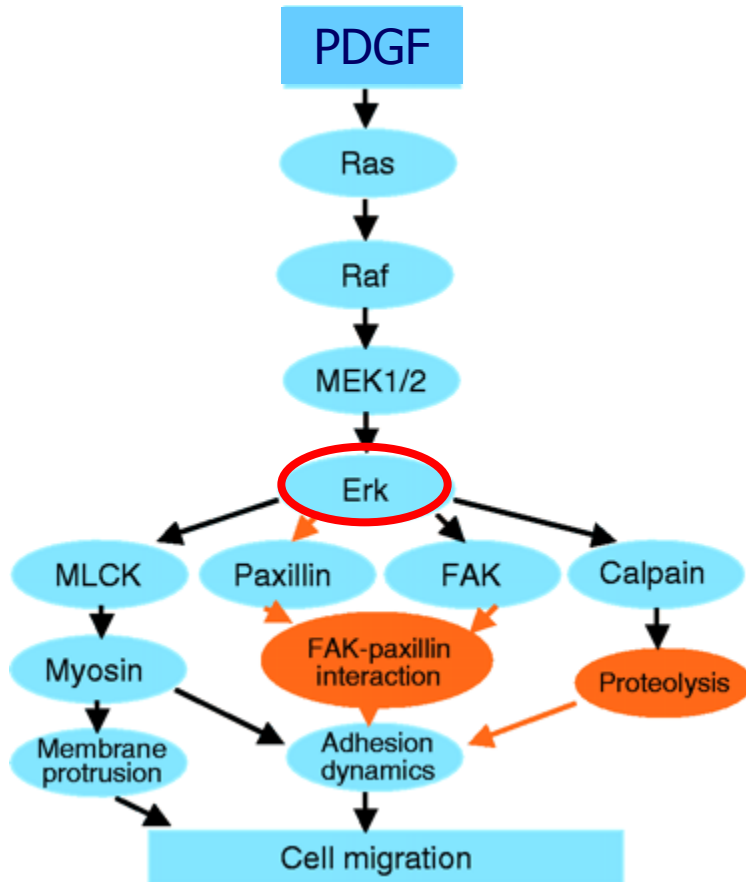 PDGF
Ras
Raf
MEK1/2
Erk
MLCK
Paxillin
FAK
Calpain
Myosin
FAK-paxillin
interaction
Proteolysis
Membrane
protrusion
Adhesion
dynamics
Cell migration